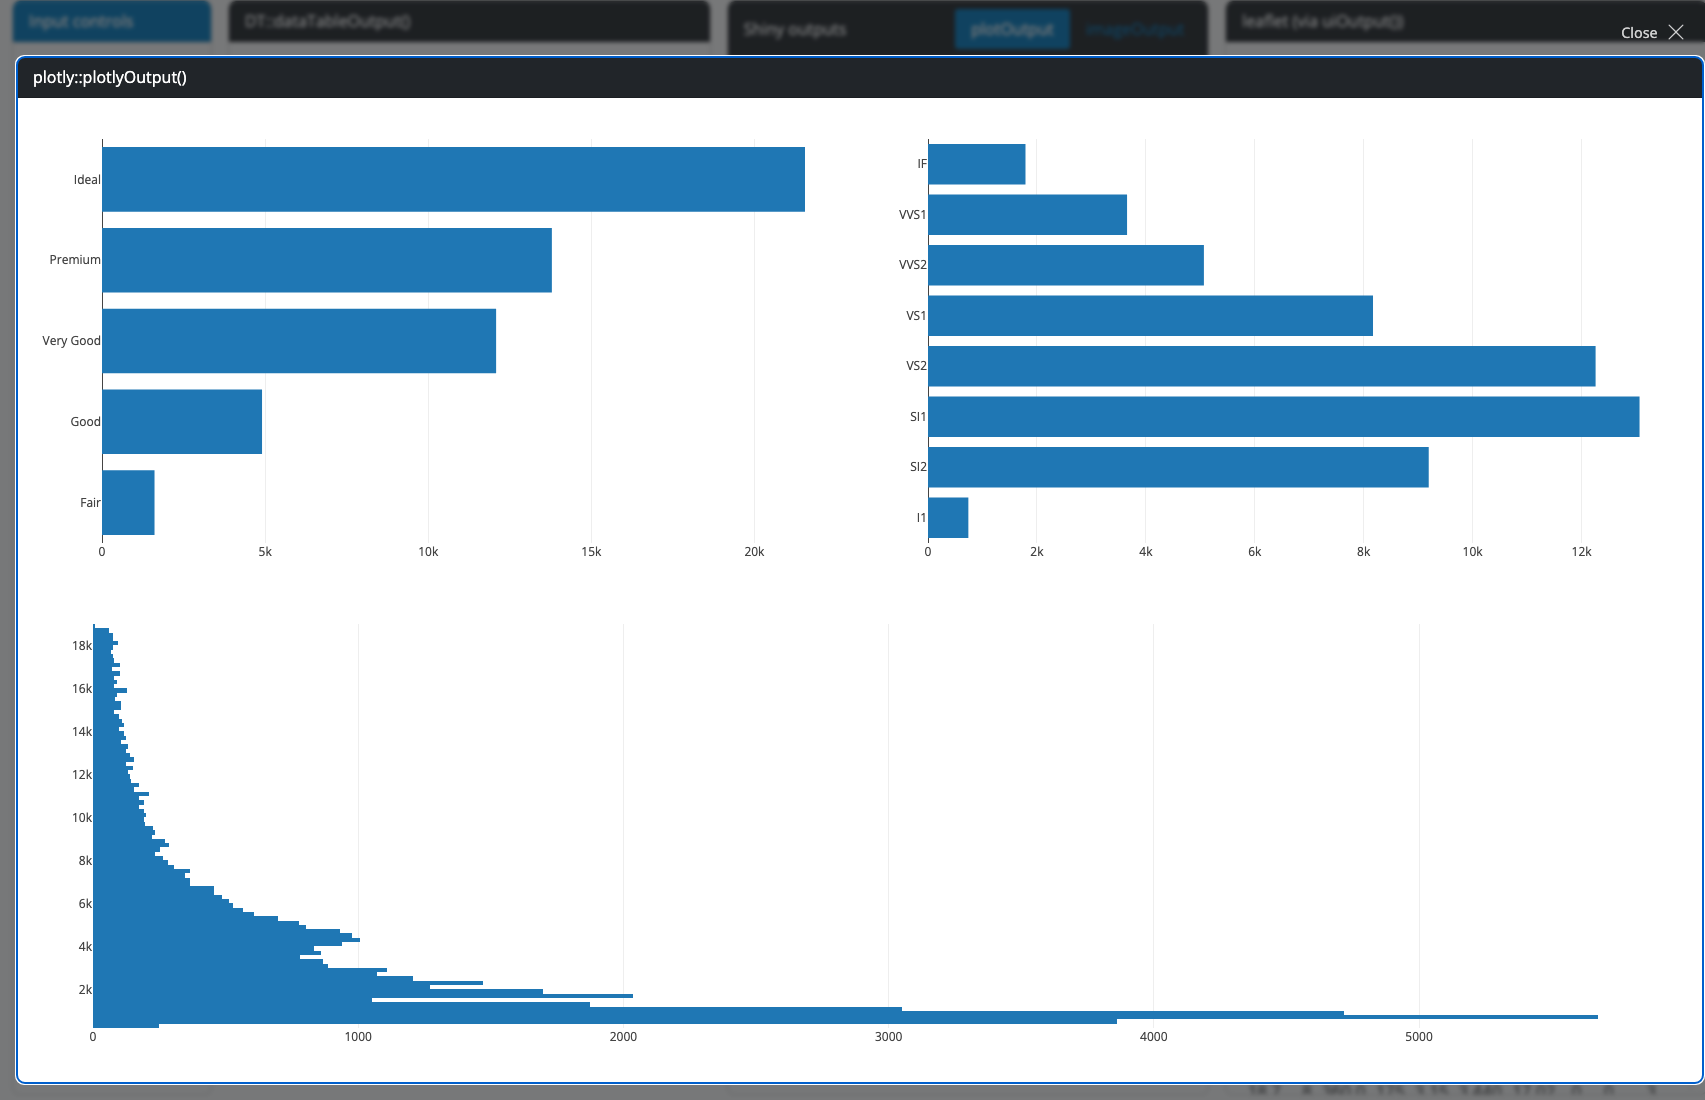 Input controls
DT::dataTableOutput()
Shiny outputs
plotOutput
imageOutput
leaflet (via uiOutput())
Close
plotly::plotlyOutput()
Ideal
Premium
Very Good
Good
Fair
0 5k 10k 15k 20k
IF
VVS1
VVS2
VS1
VS2
SI1
SI2
I1
0 2k 4k 6k 8k 10k 12k
18k
16k
14k
12k
10k
8k
6k
4k
2k
0 1000 2000 3000 4000 5000